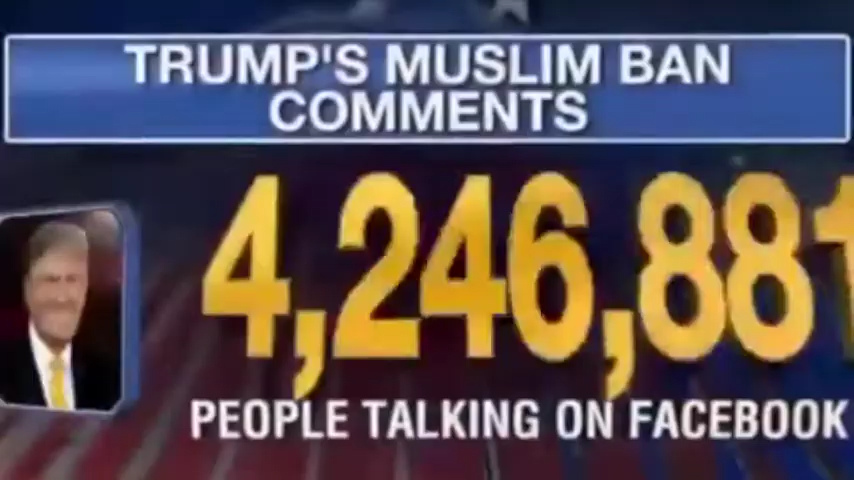 TRUMP'S MUSLIM BAN
COMMENTS
4,246,881
PEOPLE TALKING ON FACEBOOK